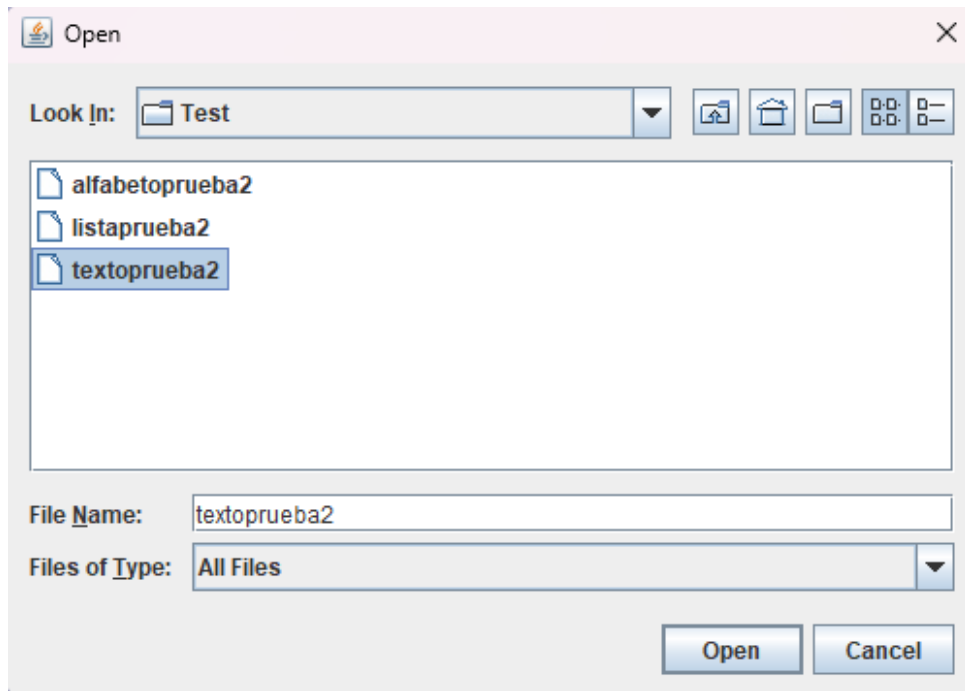 Open
Look In: Test
alfabetoprueba2
listaprueba2
textoprueba2
File Name: textoprueba2
Files of Type: All Files
Open Cancel